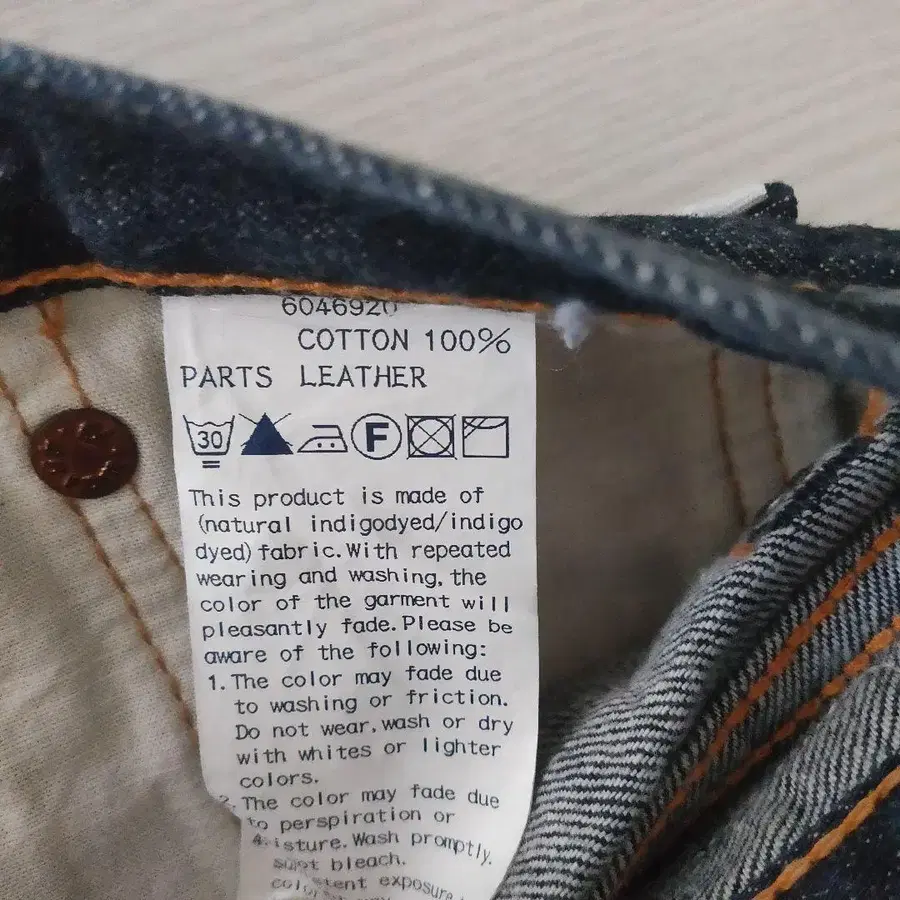 6046920
COTTON 100%
PARTS LEATHER
30 F
This product is made of
(natural indigodyed/indigo
dyed) fabric. With repeated
wearing and washing, the
color of the garment will
pleasantly fade. Please be
aware of the following:
1. The color may fade due
to washing or friction.
Do not wear, wash or dry
with whites or lighter
colors.
2. The color may fade due
to perspiration or
Wash promptly.
bleach.
exposure